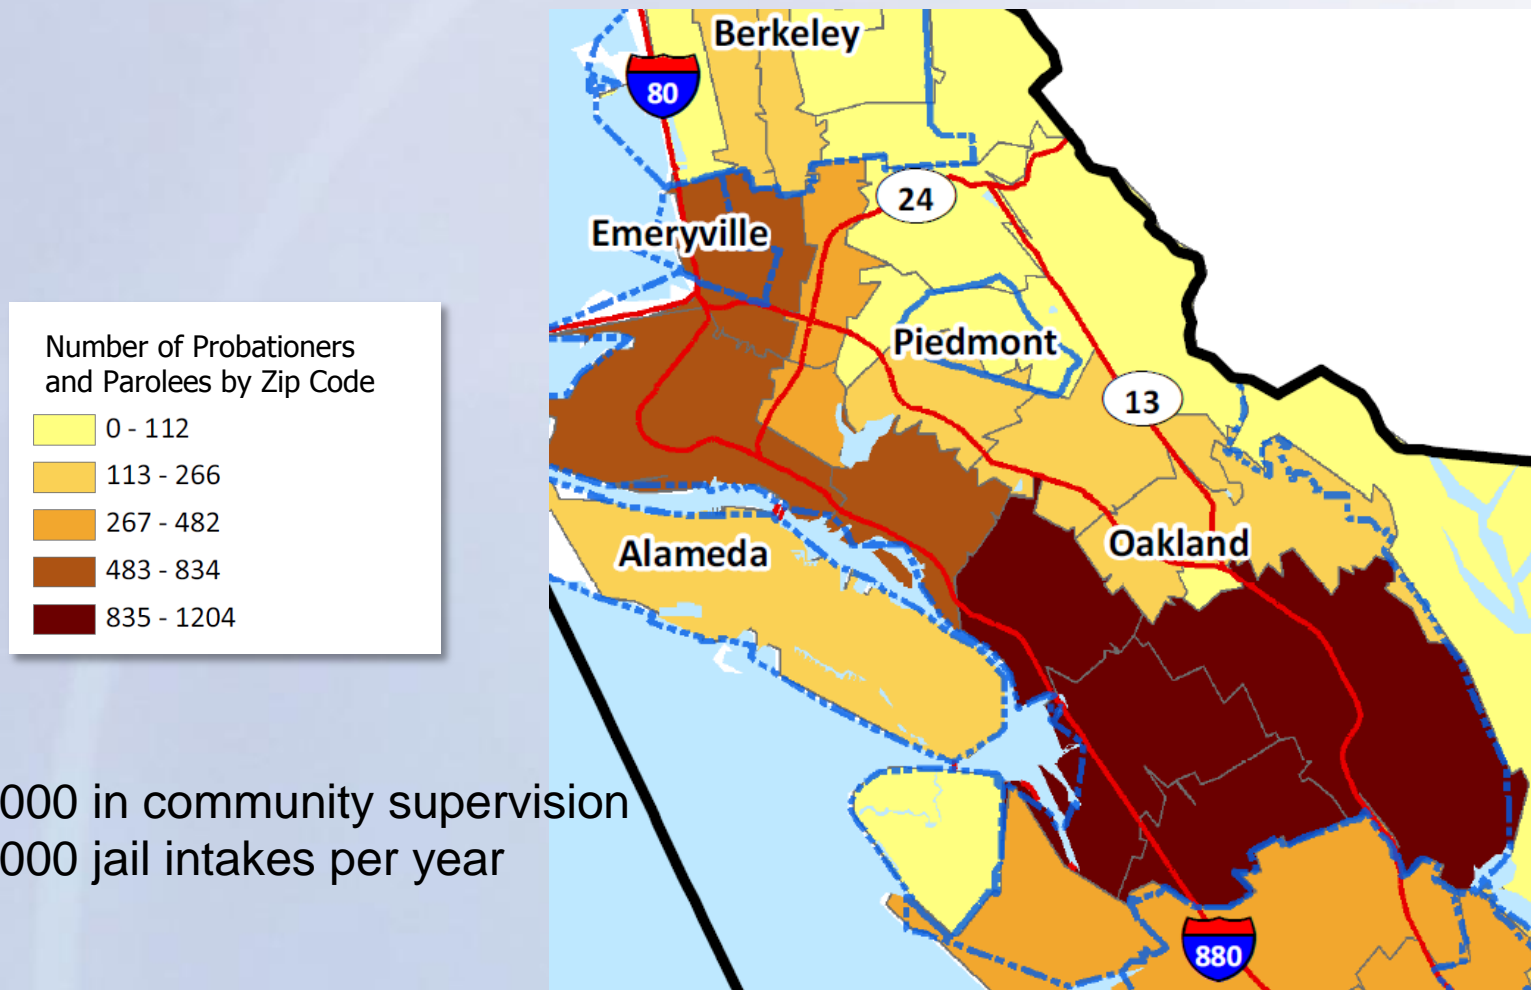 Berkeley
80
24
Emeryville
Number of Probationers
and Parolees by Zip Code
0 - 112
113 - 266
267 - 482
483 - 834
835 - 1204
Piedmont
13
Oakland
Alameda
000 in community supervision
000 jail intakes per year
880